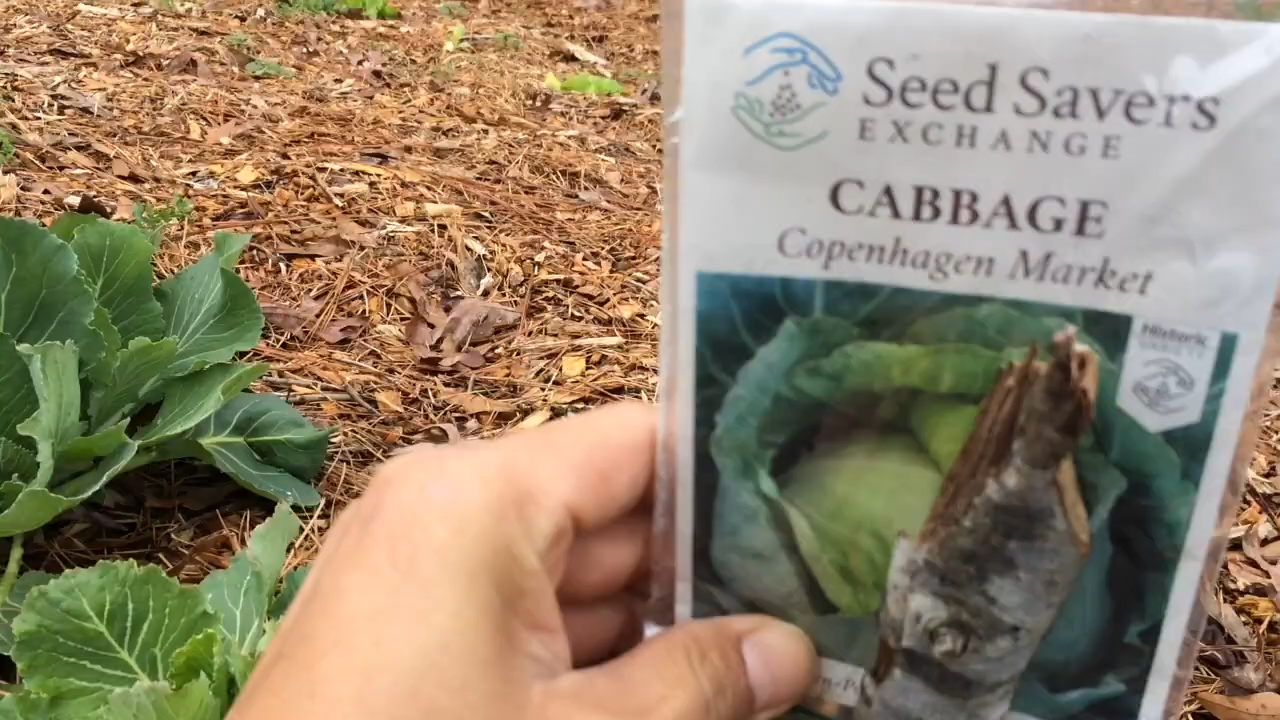 Seed Savers
EXCHANGE
CABBAGE
Copenhagen Market
Historic